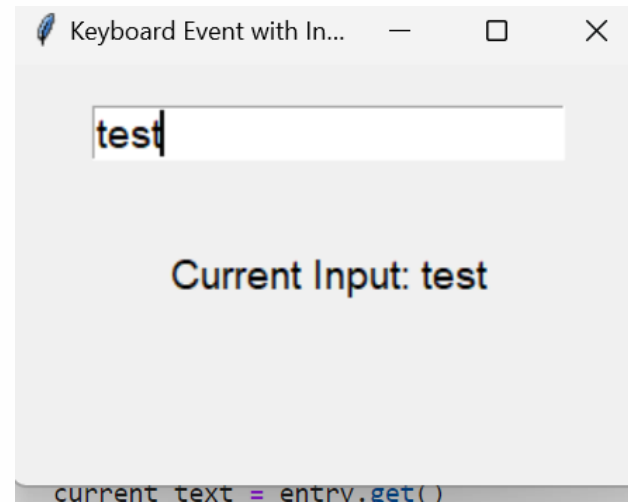 Keyboard Event with In...
test
Current Input: test
current_text = entry.get()